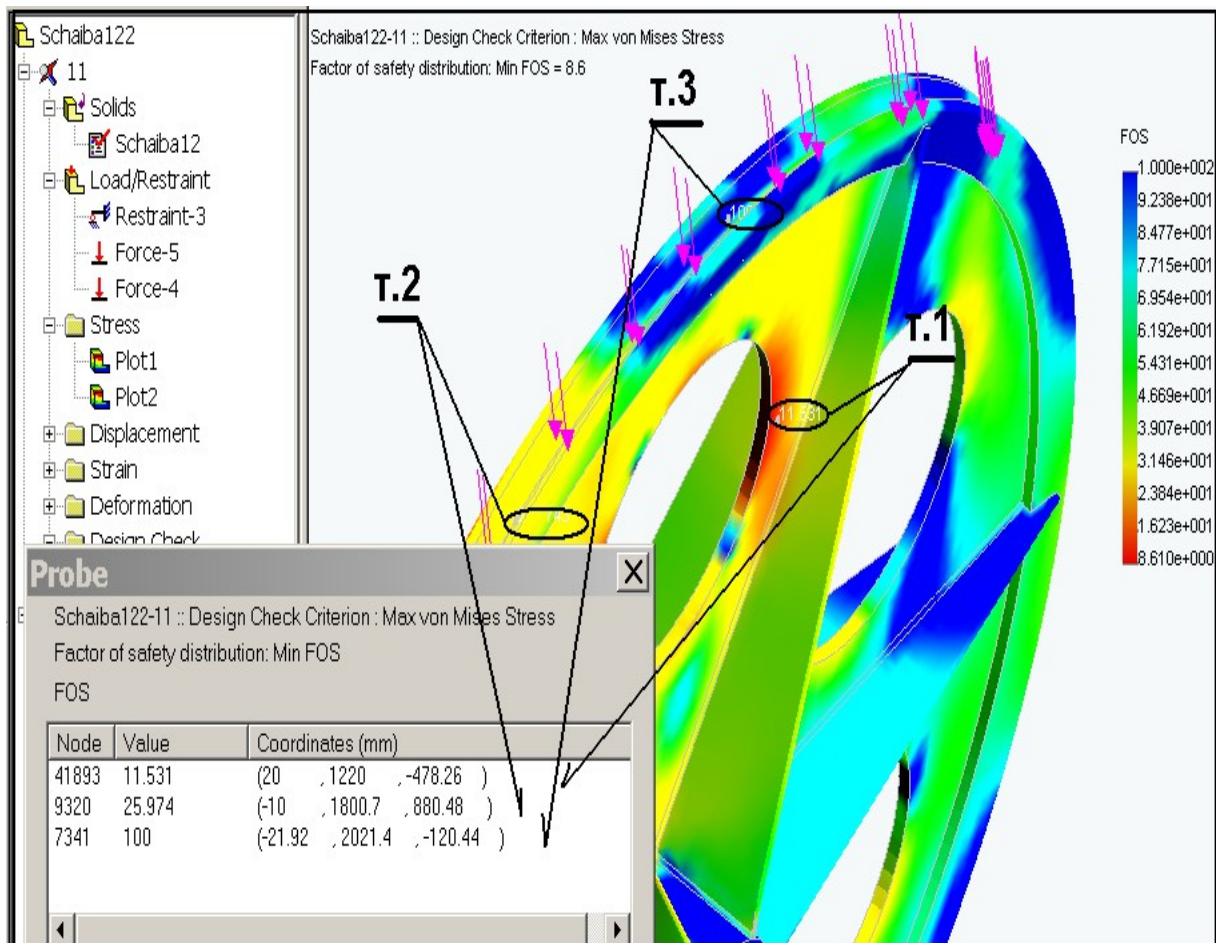 Schaiba122
11
Solids
Schaiba12
Load/Restraint
Restraint-3
Force-5
Force-4
Stress
Plot1
Plot2
Displacement
Strain
Deformation
Design Check
Schaiba122-11 :: Design Check Criterion : Max von Mises Stress
Factor of safety distribution: Min FOS = 8.6
т.3
т.2
т.1
11.531
FOS
1.000e+002
9.238e+001
8.477e+001
7.715e+001
6.954e+001
6.192e+001
5.431e+001
4.669e+001
3.907e+001
3.146e+001
2.384e+001
1.623e+001
8.610e+000
Probe
Schaiba122-11 :: Design Check Criterion : Max von Mises Stress
Factor of safety distribution: Min FOS
FOS
Node Value Coordinates (mm)
41893 11.531 (20 ,1220 ,-478.26 )
9320 25.974 (-10 ,1800.7 ,880.48 )
7341 100 (-21.92 ,2021.4 ,-120.44 )